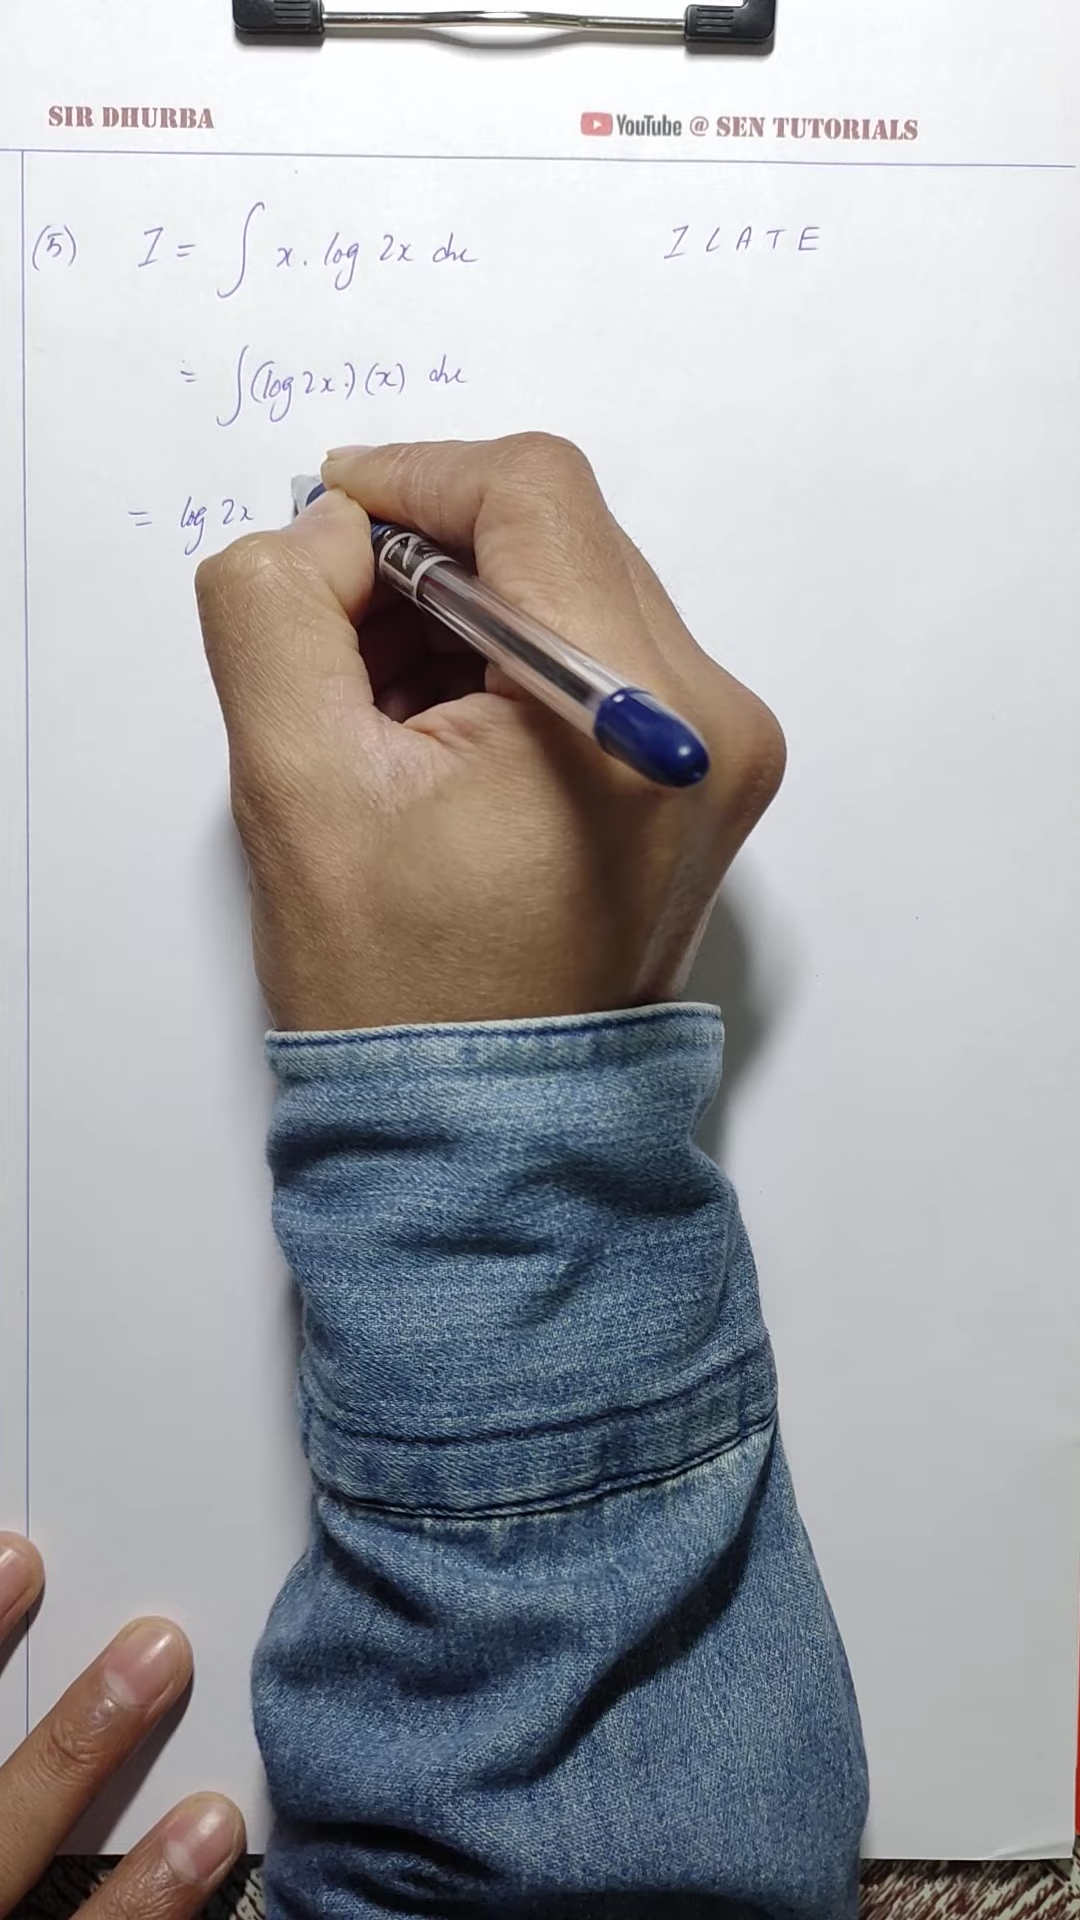 SIR DHURBA
YouTube @ SEN TUTORIALS
(5) I = ∫ x. log 2x dx
I L A T E
= ∫(log 2x.)(x) dx
= log 2x